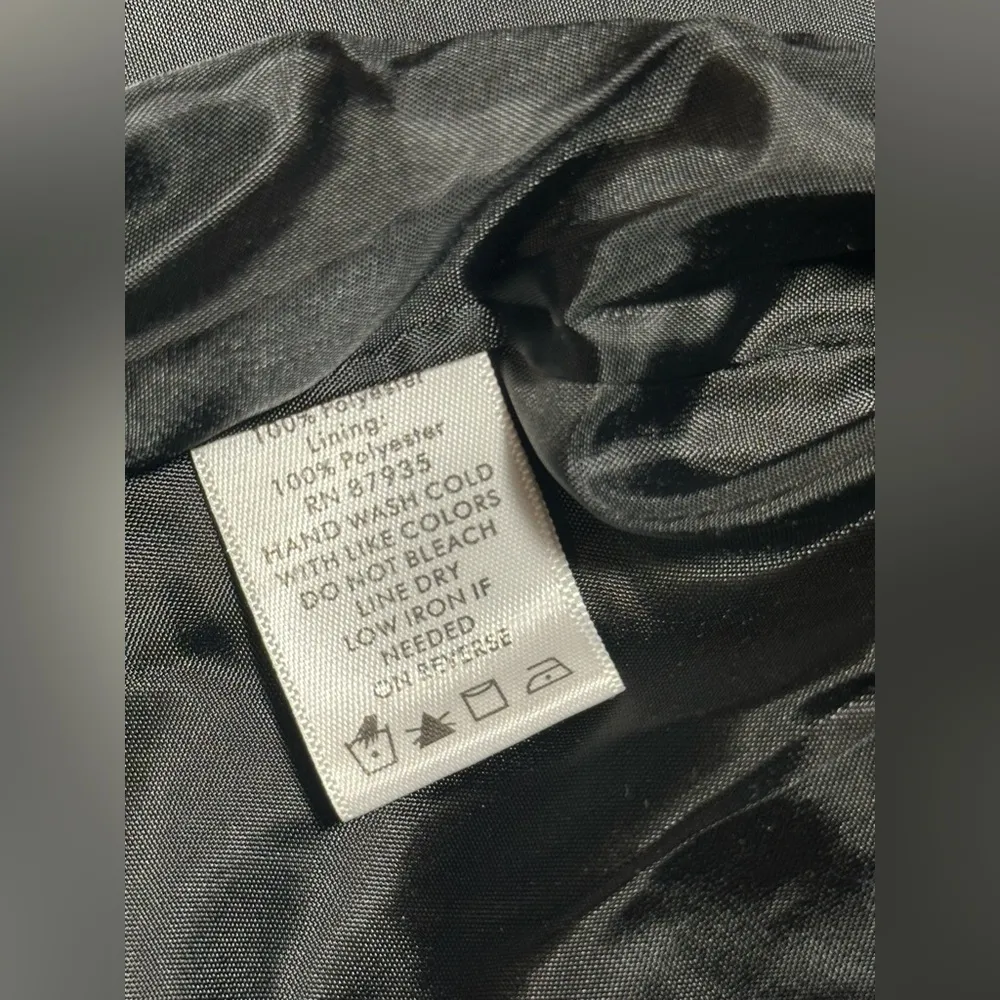 100% Polyester
Lining:
100% Polyester
RN 87935
HAND WASH COLD
WITH LIKE COLORS
DO NOT BLEACH
LINE DRY
LOW IRON IF
NEEDED
ON REVERSE